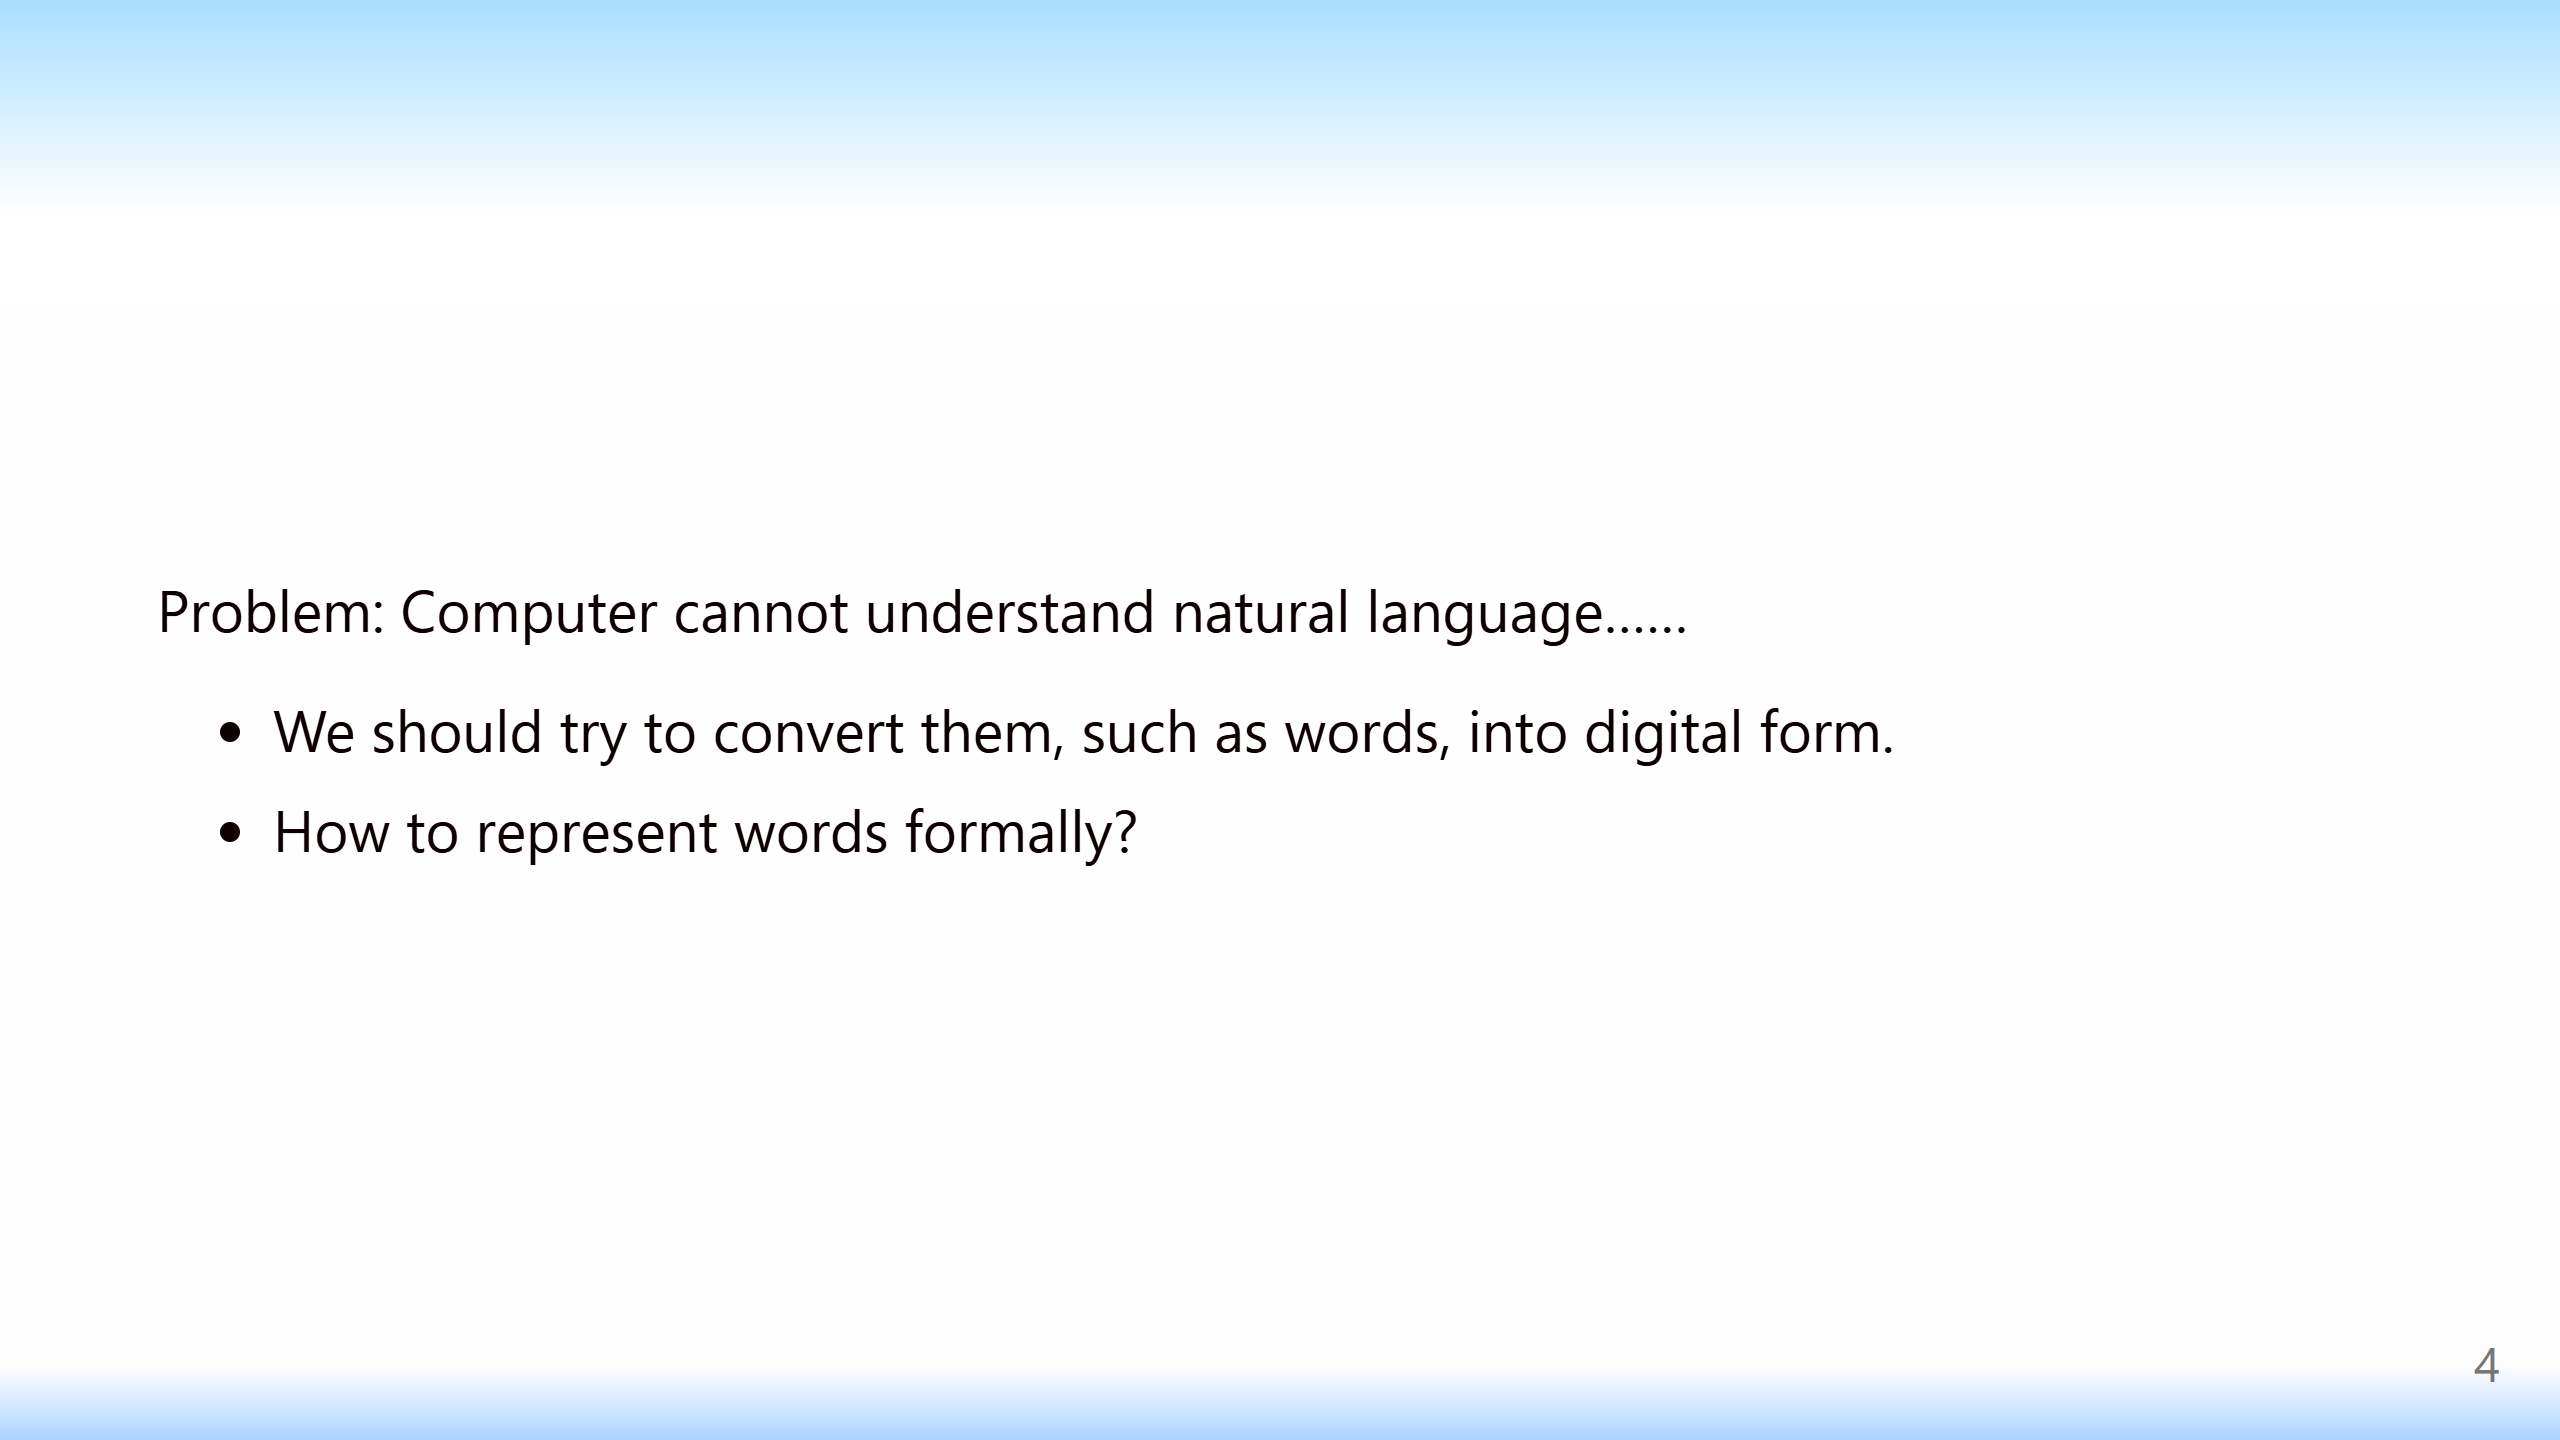 Problem: Computer cannot understand natural language......
• We should try to convert them, such as words, into digital form.
• How to represent words formally?
4